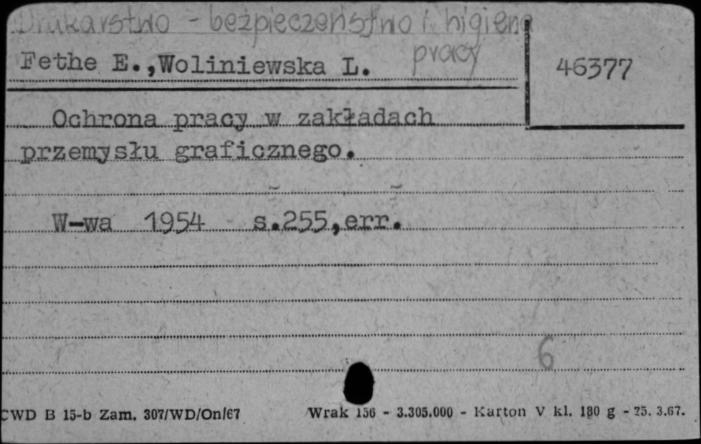 Drukarstwo - bezpieczeństwo i higiena
pracy
Fethe E.,Woliniewska L.
46377
Ochrona pracy w zakładach
przemysłu graficznego.
W-wa 1954 s.255,err.
6
CWD B 15-b Zam. 307/WD/On/67 Wrak 156 - 3.305.000 - Karton V kl. 180 g - 25. 3.67.